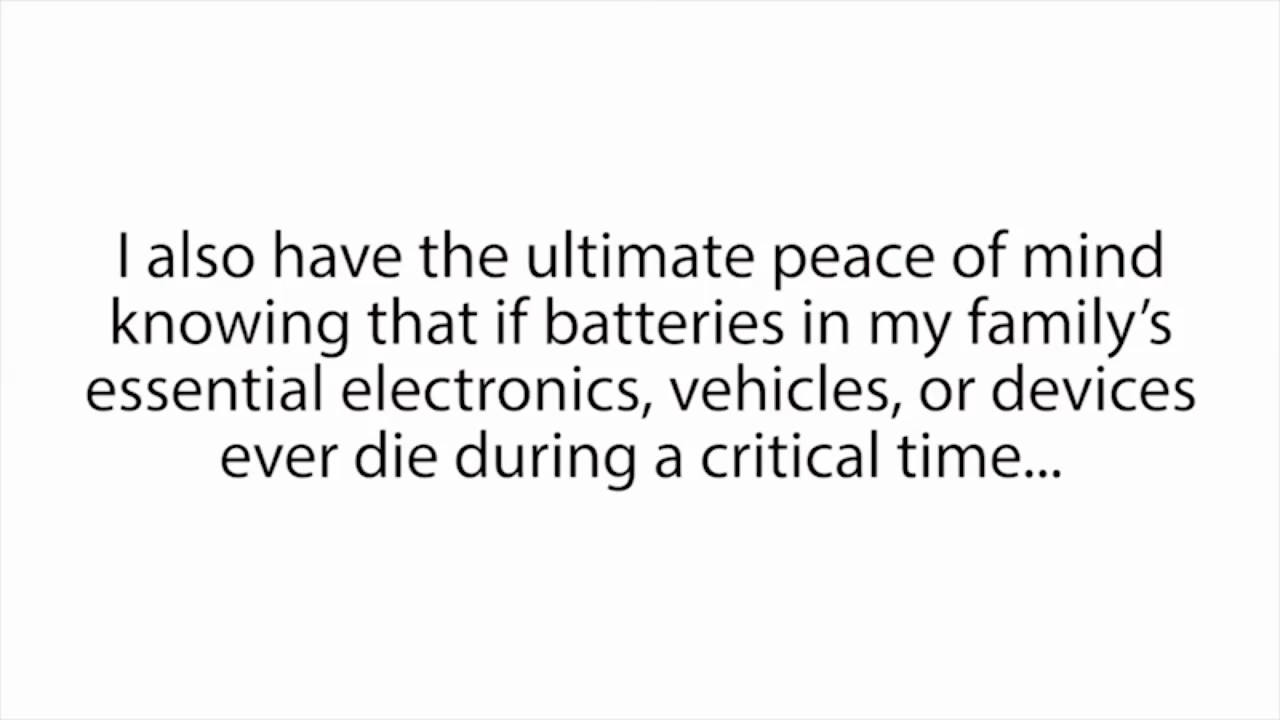 I also have the ultimate peace of mind
knowing that if batteries in my family’s
essential electronics, vehicles, or devices
ever die during a critical time...